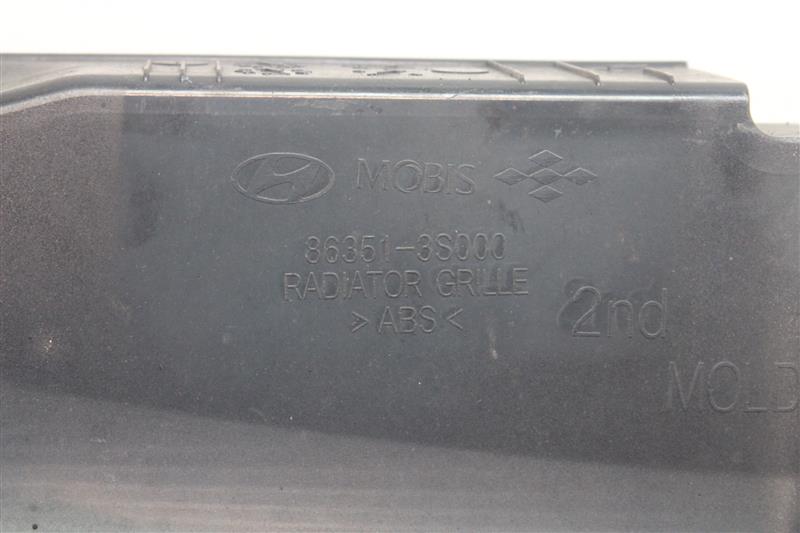 MOBIS
86351-3S000
RADIATOR GRILLE
>ABS<
2nd
MOLD